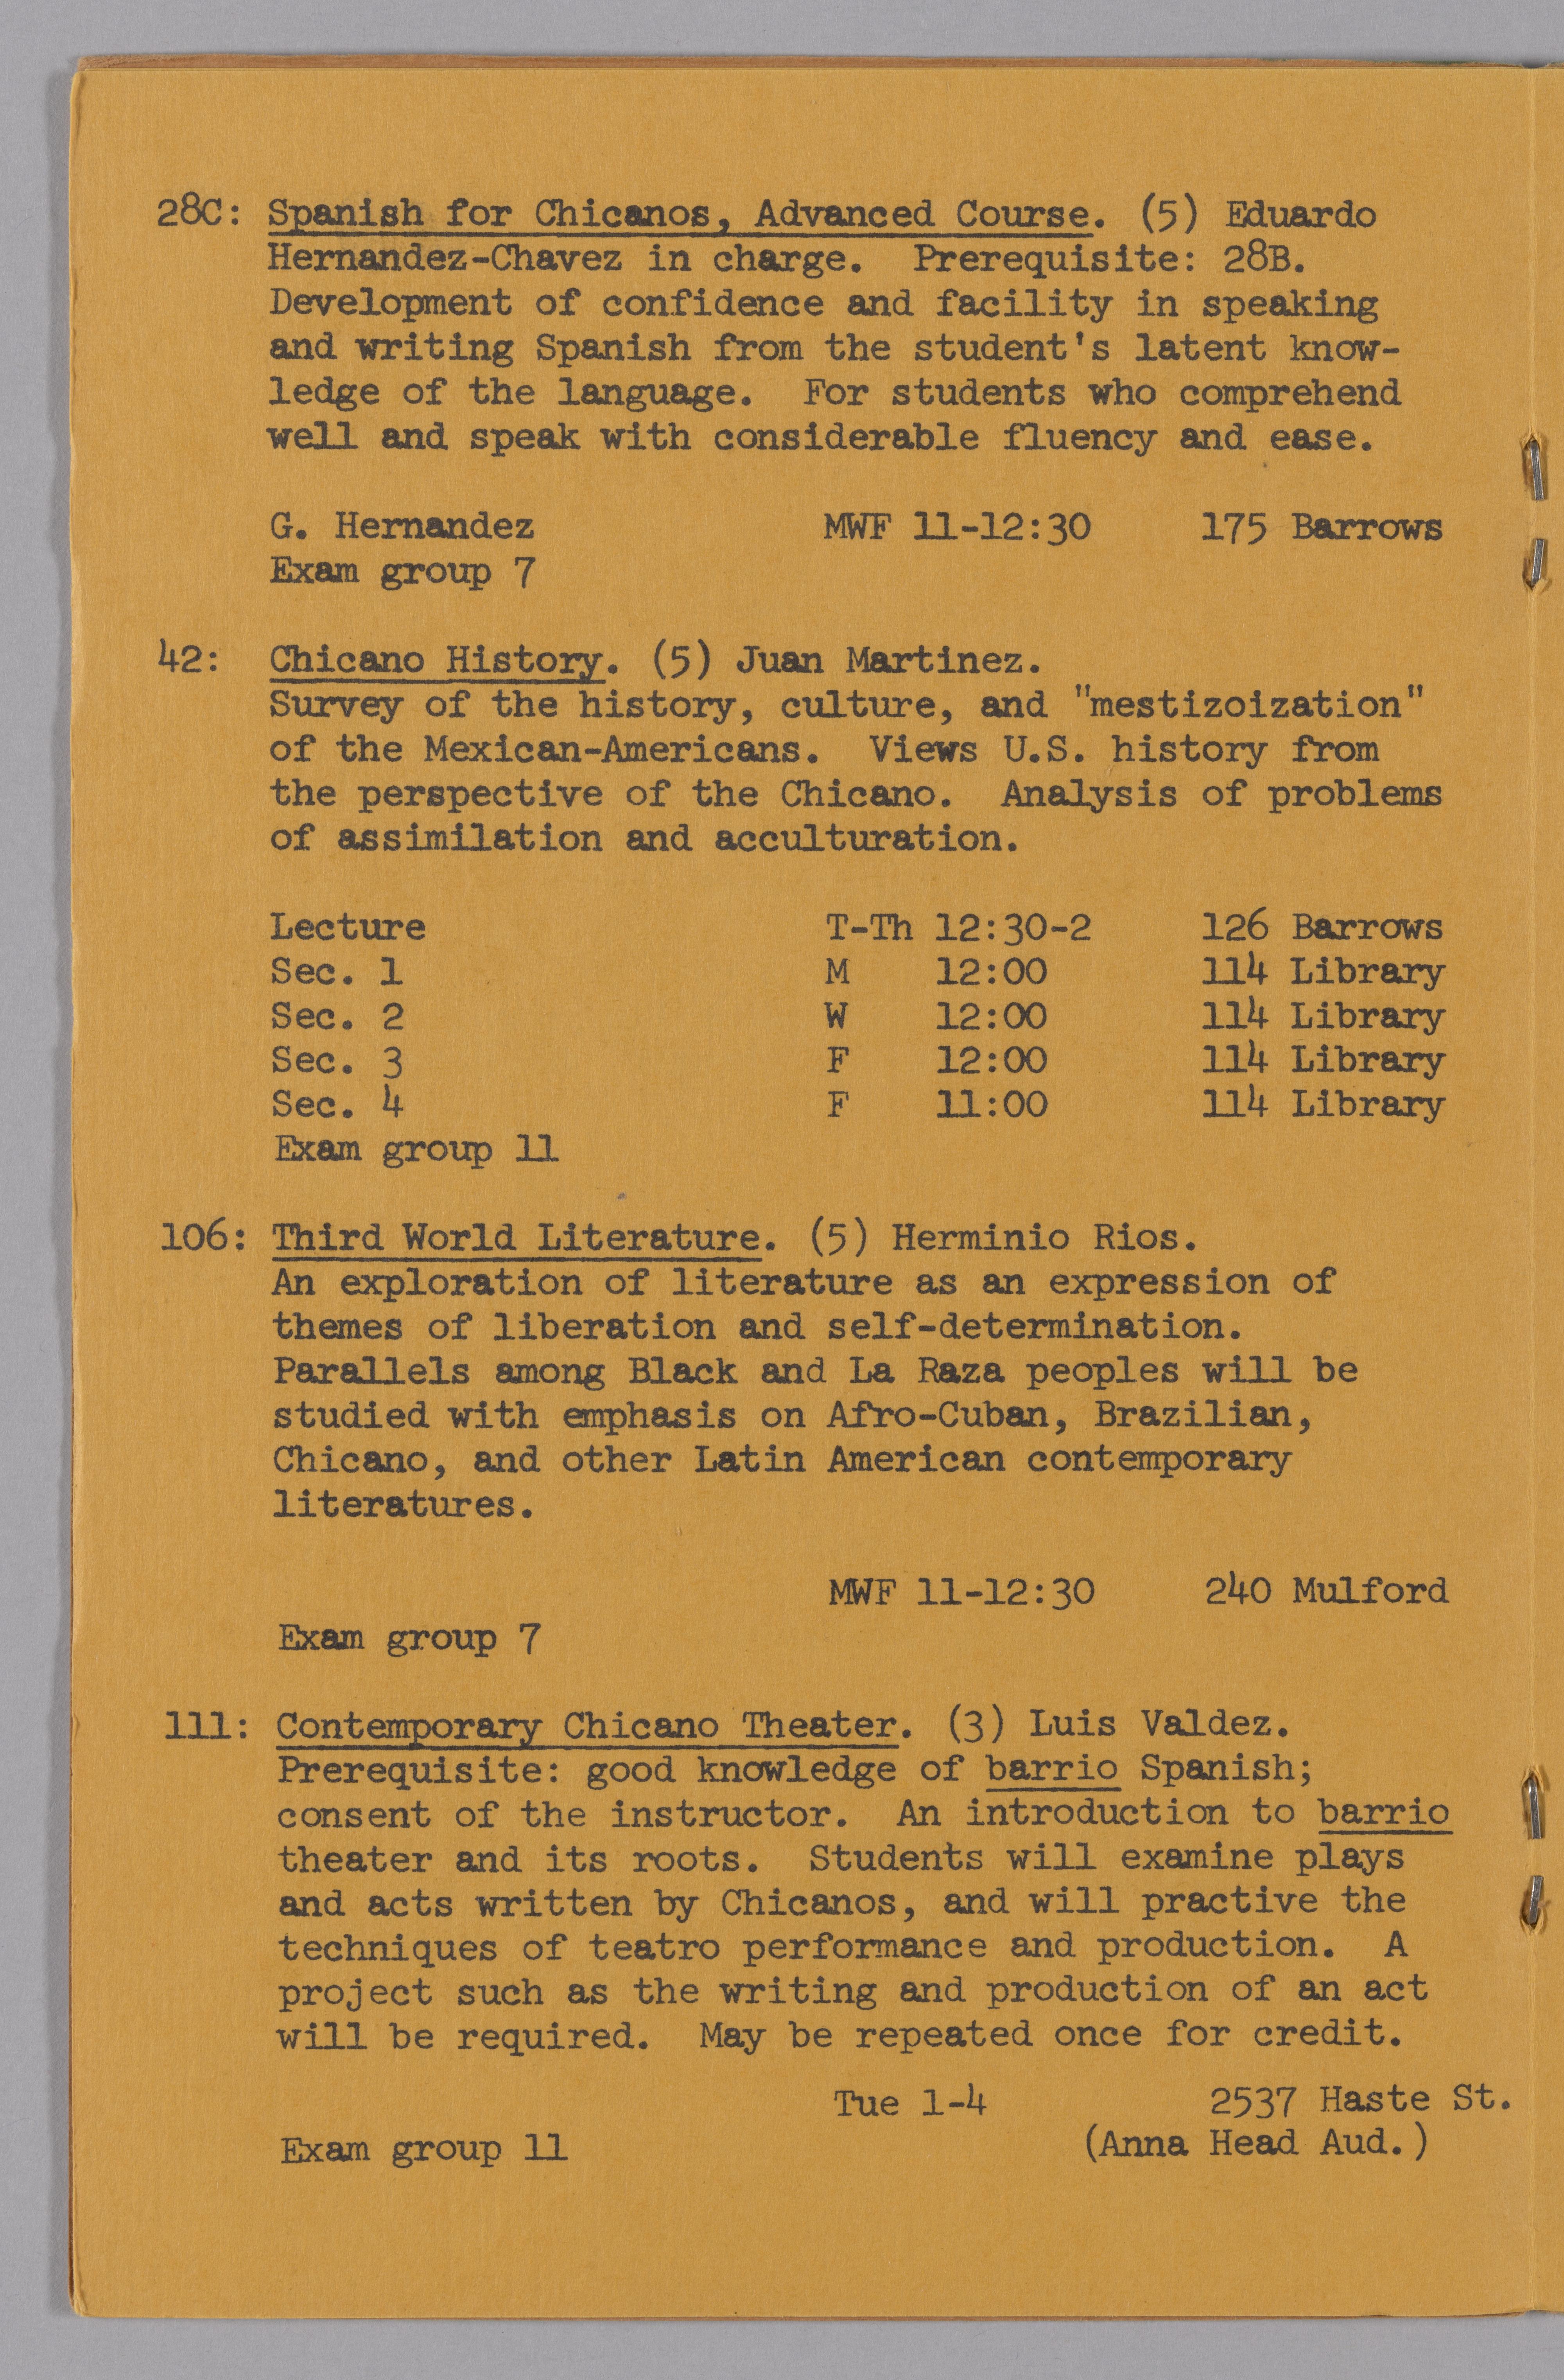 28C: Spanish for Chicanos, Advanced Course. (5) Eduardo
Hernandez-Chavez in charge. Prerequisite: 28B.
Development of confidence and facility in speaking
and writing Spanish from the student's latent know-
ledge of the language. For students who comprehend
well and speak with considerable fluency and ease.
G. Hernandez MWF 11-12:30 175 Barrows
Exam group 7
42: Chicano History. (5) Juan Martinez.
Survey of the history, culture, and "mestizoization"
of the Mexican-Americans. Views U.S. history from
the perspective of the Chicano. Analysis of problems
of assimilation and acculturation.
Lecture T-Th 12:30-2 126 Barrows
Sec. 1 M 12:00 114 Library
Sec. 2 W 12:00 114 Library
Sec. 3 F 12:00 114 Library
Sec. 4 F 11:00 114 Library
Exam group 11
106: Third World Literature. (5) Herminio Rios.
An exploration of literature as an expression of
themes of liberation and self-determination.
Parallels among Black and La Raza peoples will be
studied with emphasis on Afro-Cuban, Brazilian,
Chicano, and other Latin American contemporary
literatures.
MWF 11-12:30 240 Mulford
Exam group 7
111: Contemporary Chicano Theater. (3) Luis Valdez.
Prerequisite: good knowledge of barrio Spanish;
consent of the instructor. An introduction to barrio
theater and its roots. Students will examine plays
and acts written by Chicanos, and will practive the
techniques of teatro performance and production. A
project such as the writing and production of an act
will be required. May be repeated once for credit.
Tue 1-4 2537 Haste St.
Exam group 11 (Anna Head Aud.)